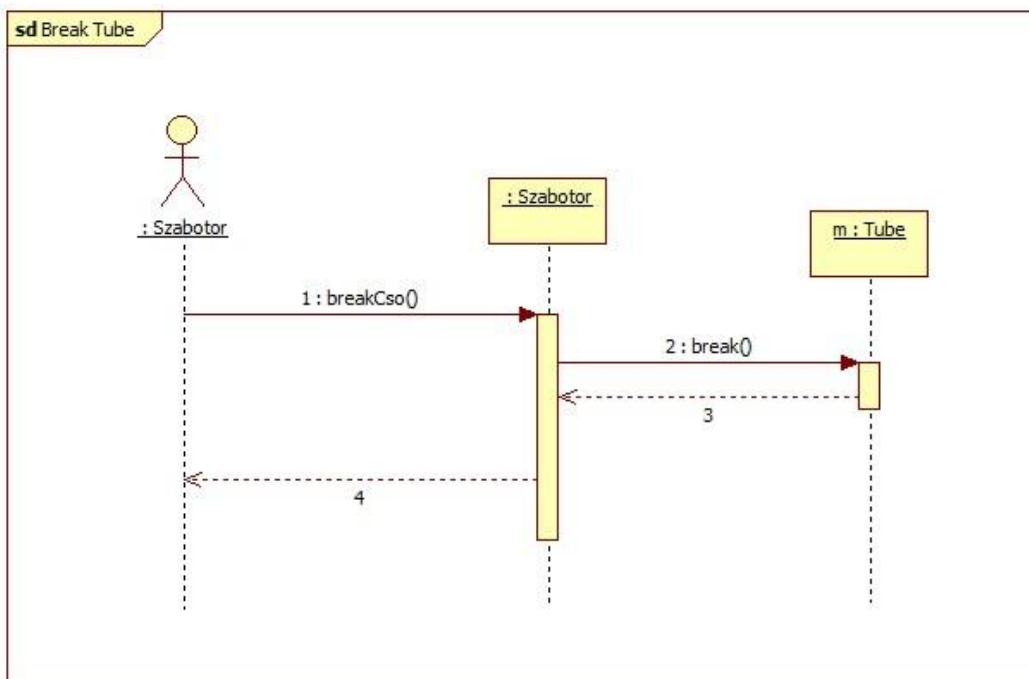 sd Break Tube
: Szabotor
: Szabotor
m : Tube
1 : breakCso()
2 : break()
3
4